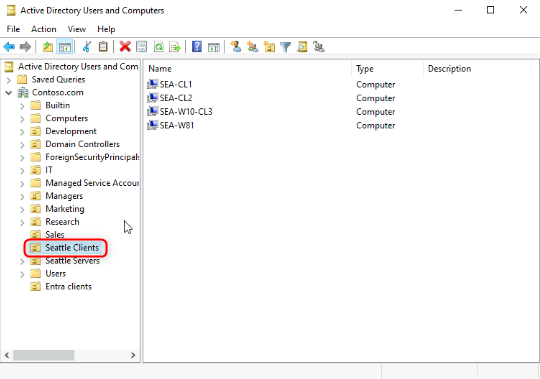 Active Directory Users and Computers
File Action View Help
Active Directory Users and Com
Saved Queries
Contoso.com
Builtin
Computers
Development
Domain Controllers
ForeignSecurityPrincipals
IT
Managed Service Accour
Managers
Marketing
Research
Sales
Seattle Clients
Seattle Servers
Users
Entra clients
Name Type Description
SEA-CL1 Computer
SEA-CL2 Computer
SEA-W10-CL3 Computer
SEA-W81 Computer